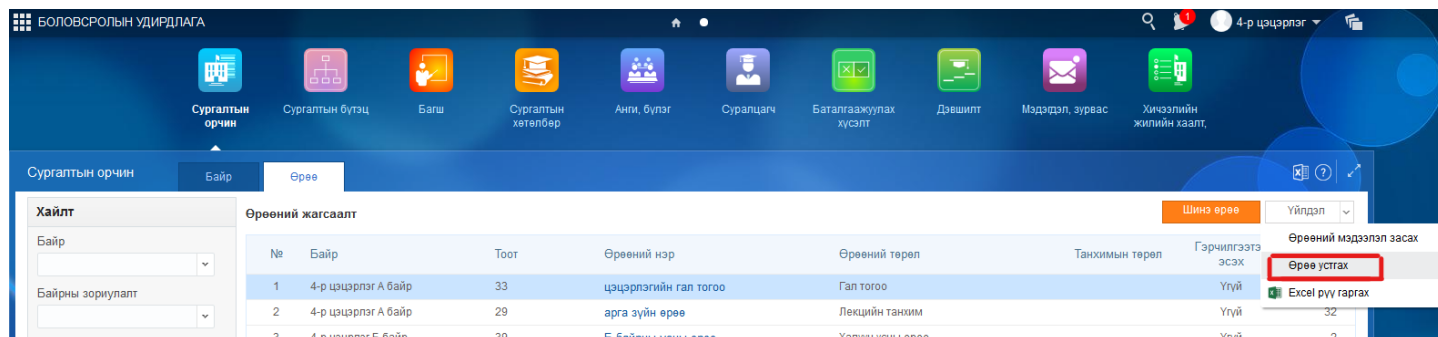 БОЛОВСРОЛЫН УДИРДЛАГА
1
4-р цэцэрлэг
Сургалтын орчин
Сургалтын бүтэц
Багш
Сургалтын хөтөлбөр
Анги, бүлэг
Суралцагч
Баталгаажуулах хүсэлт
Дэвшилт
Мэдэгдэл, зурвас
Хичээлийн жилийн хаалт,
Сургалтын орчин
Байр
Өрөө
Хайлт
Байр
Байрны зориулалт
Өрөөний жагсаалт
Шинэ өрөө
Үйлдэл
Өрөөний мэдээлэл засах
Өрөө устгах
Excel рүү гаргах
№ Байр Тоот Өрөөний нэр Өрөөний төрөл Танхимын төрөл Гэрчилгээтэ эсэх
1 4-р цэцэрлэг А байр 33 цэцэрлэгийн гал тогоо Гал тогоо Үгүй
2 4-р цэцэрлэг А байр 29 арга зүйн өрөө Лекцийн танхим Үгүй 32